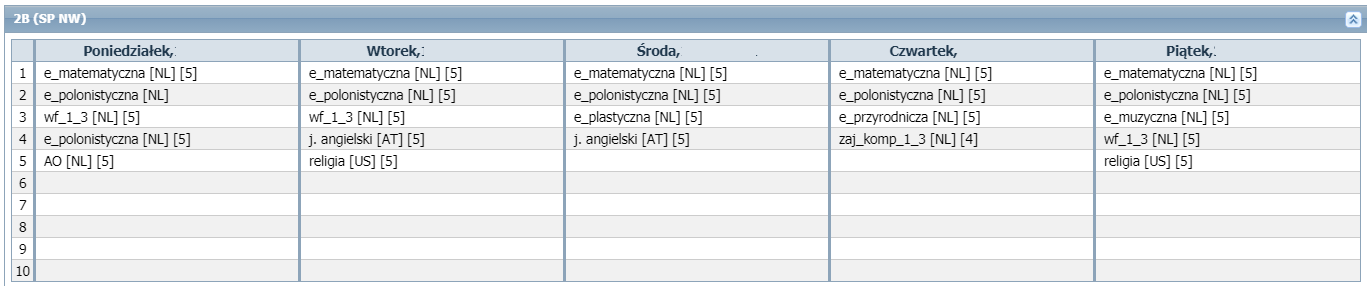 2B (SP NW)
Poniedziałek, Wtorek, Środa, Czwartek, Piątek,
1 e_matematyczna [NL] [5] e_matematyczna [NL] [5] e_matematyczna [NL] [5] e_matematyczna [NL] [5] e_matematyczna [NL] [5]
2 e_polonistyczna [NL] e_polonistyczna [NL] [5] e_polonistyczna [NL] [5] e_polonistyczna [NL] [5] e_polonistyczna [NL] [5]
3 wf_1_3 [NL] [5] wf_1_3 [NL] [5] e_plastyczna [NL] [5] e_przyrodnicza [NL] [5] e_muzyczna [NL] [5]
4 e_polonistyczna [NL] [5] j. angielski [AT] [5] j. angielski [AT] [5] zaj_komp_1_3 [NL] [4] wf_1_3 [NL] [5]
5 AO [NL] [5] religia [US] [5] religia [US] [5]
6
7
8
9
10